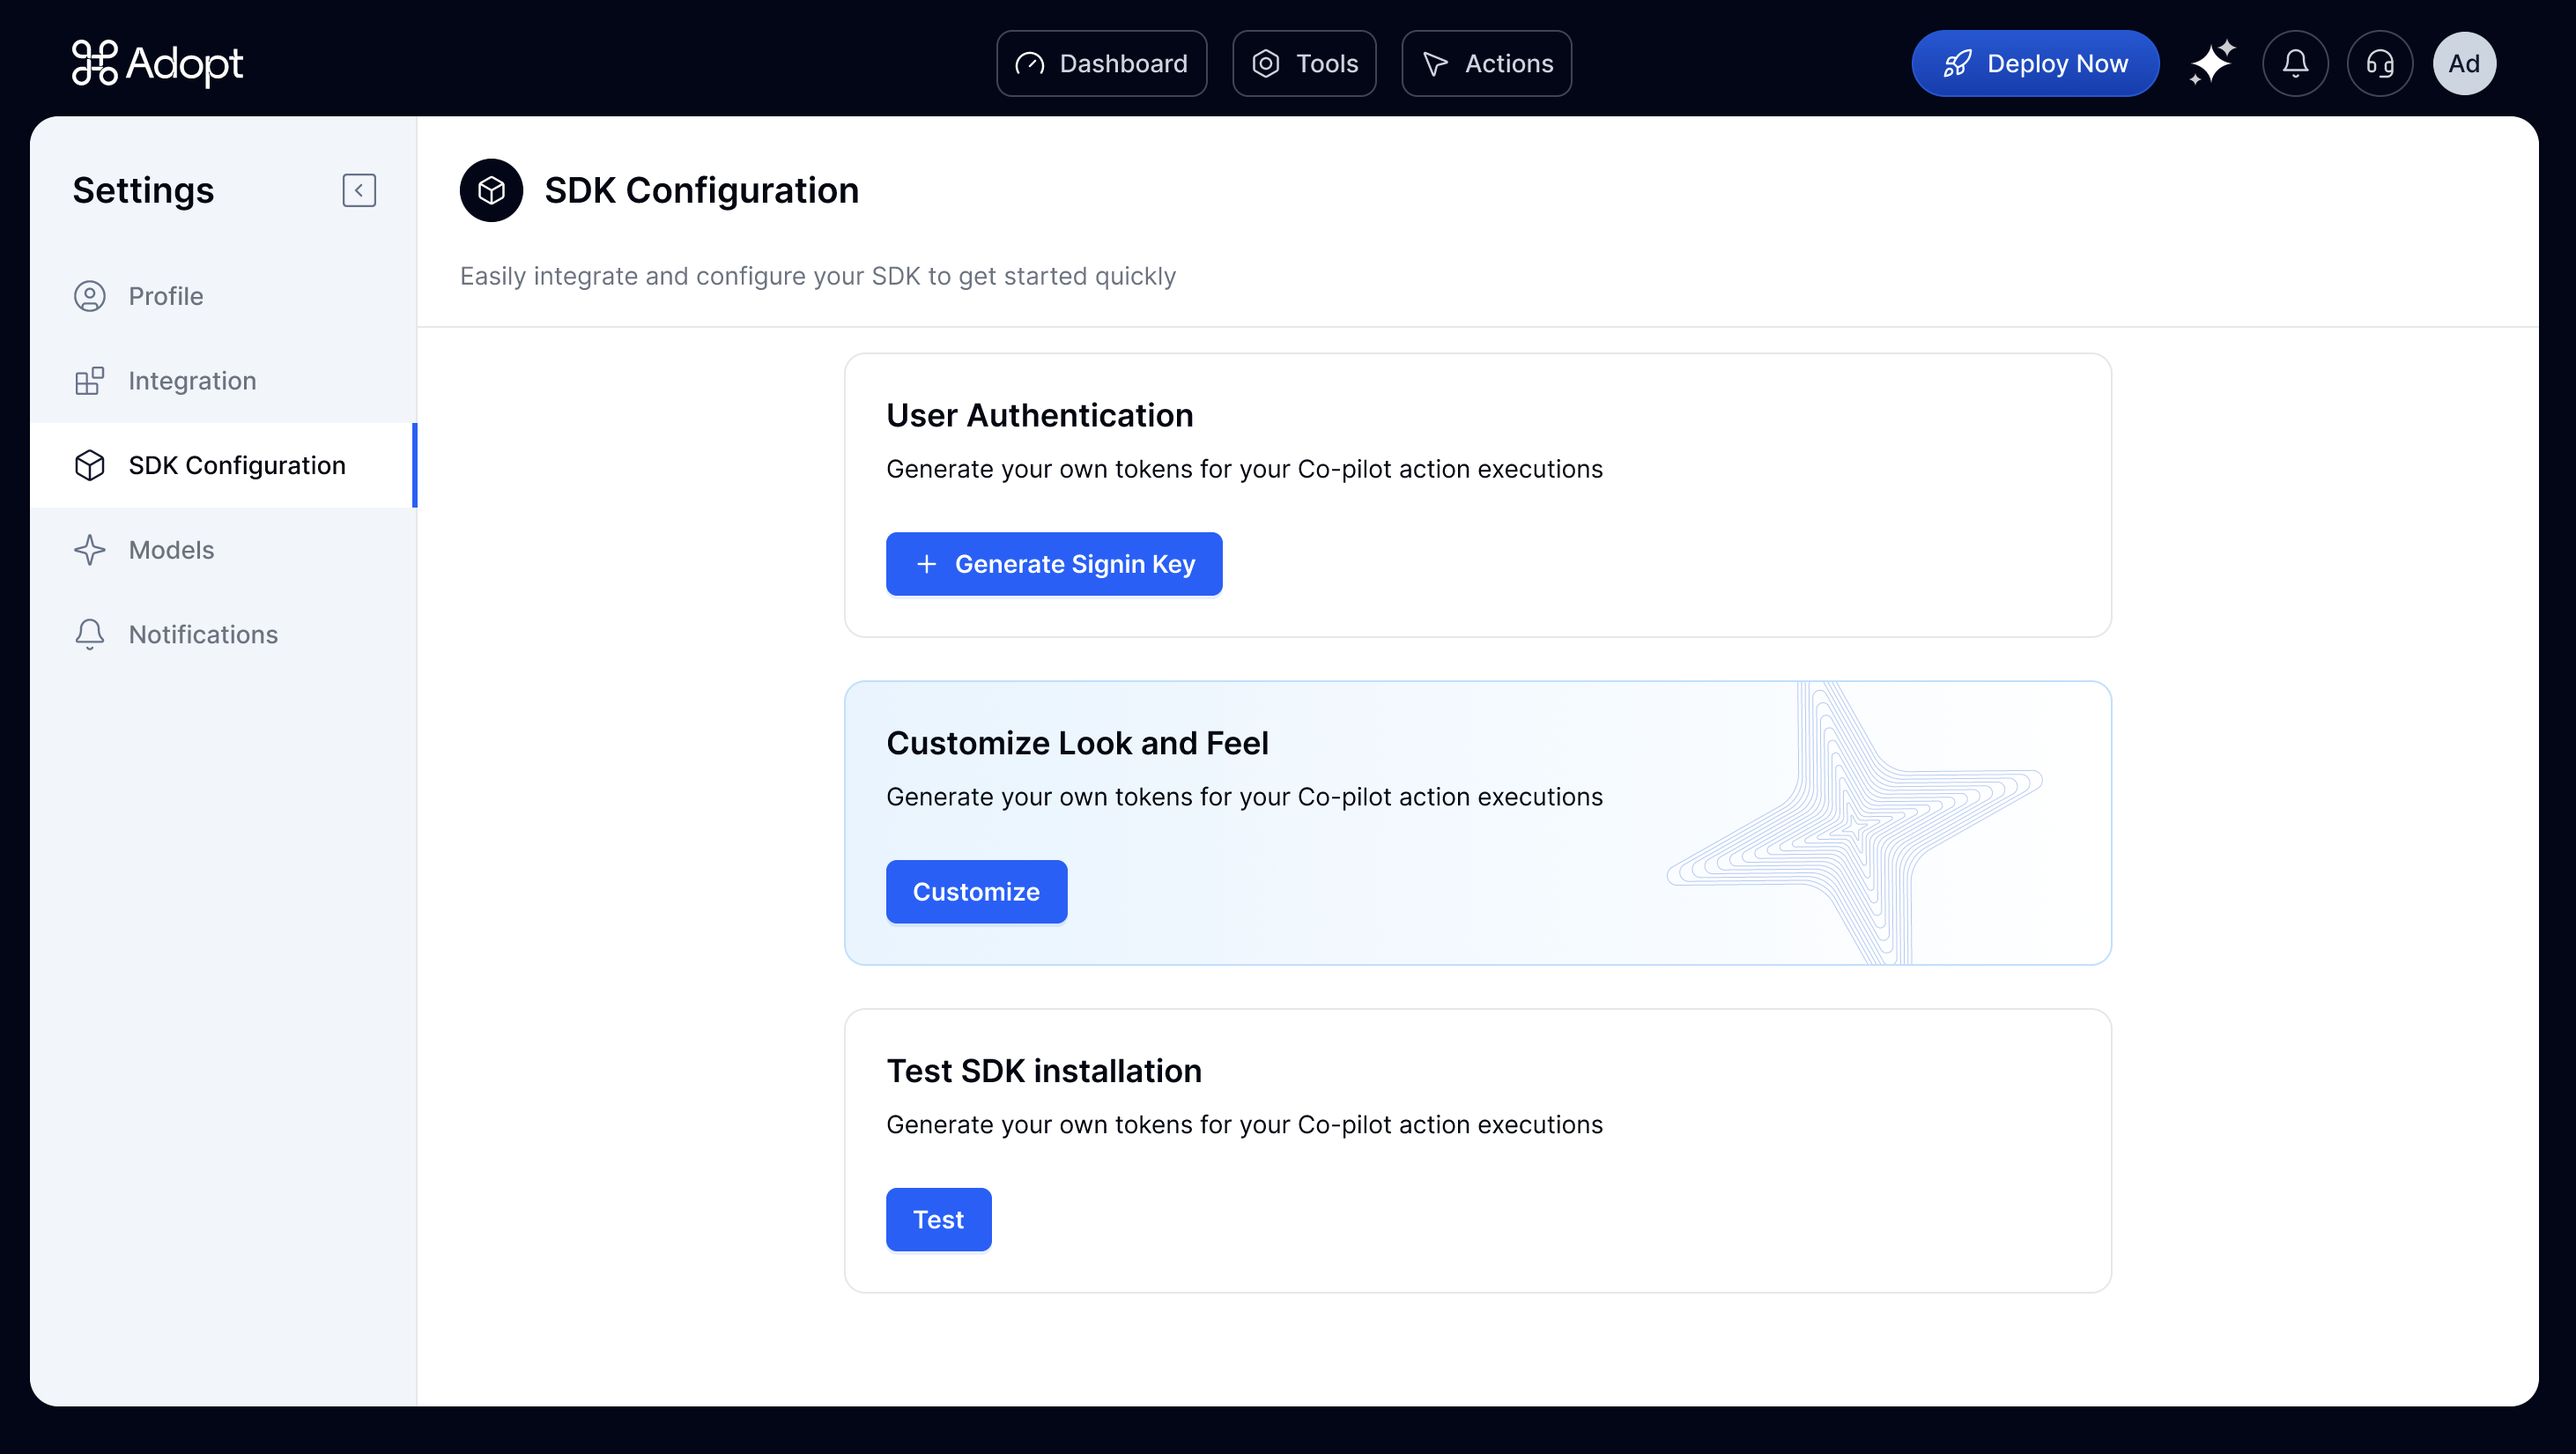 Adopt
Dashboard
Tools
Actions
Deploy Now
Ad
Settings
Profile
Integration
SDK Configuration
Models
Notifications
SDK Configuration
Easily integrate and configure your SDK to get started quickly
User Authentication
Generate your own tokens for your Co-pilot action executions
Generate Signin Key
Customize Look and Feel
Generate your own tokens for your Co-pilot action executions
Customize
Test SDK installation
Generate your own tokens for your Co-pilot action executions
Test